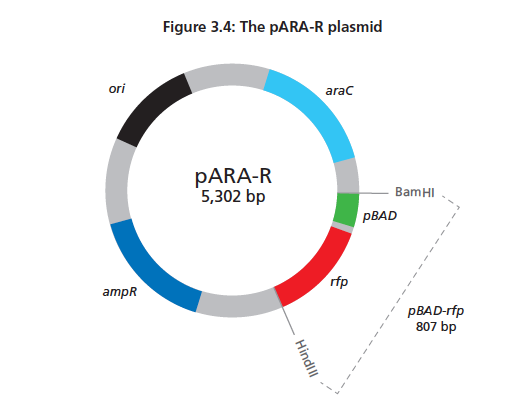 Figure 3.4: The pARA-R plasmid
ori
araC
pARA-R
5,302 bp
BamHI
pBAD
ampR
rfp
pBAD-rfp
807 bp
HindIII